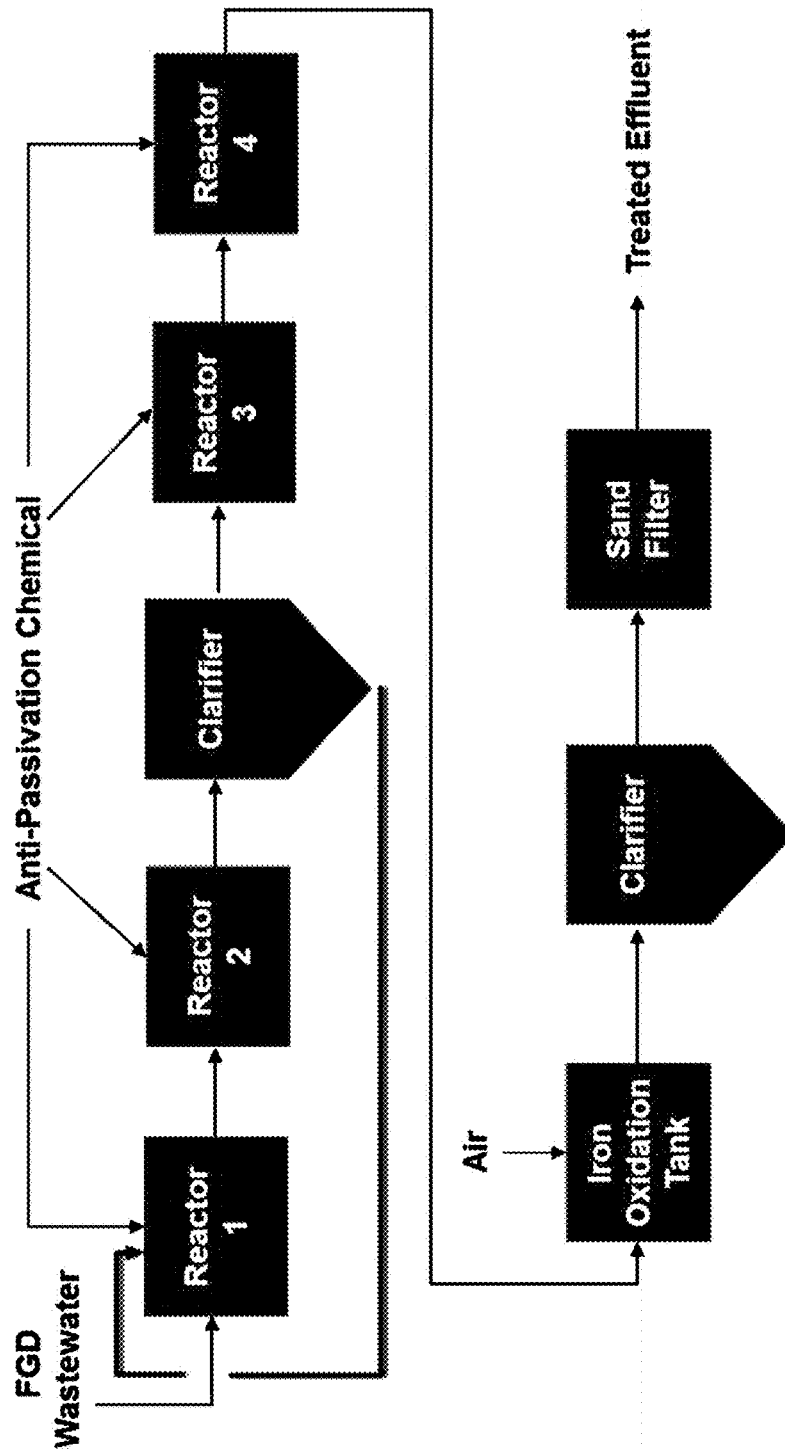 Anti-Passivation Chemical
FGD
Wastewater
Reactor
1
Reactor
2
Clarifier
Reactor
3
Reactor
4
Air
Iron
Oxidation
Tank
Clarifier
Sand
Filter
Treated Effluent